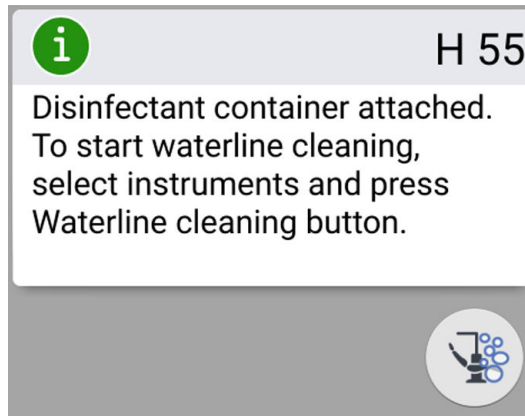 i
H 55
Disinfectant container attached.
To start waterline cleaning,
select instruments and press
Waterline cleaning button.